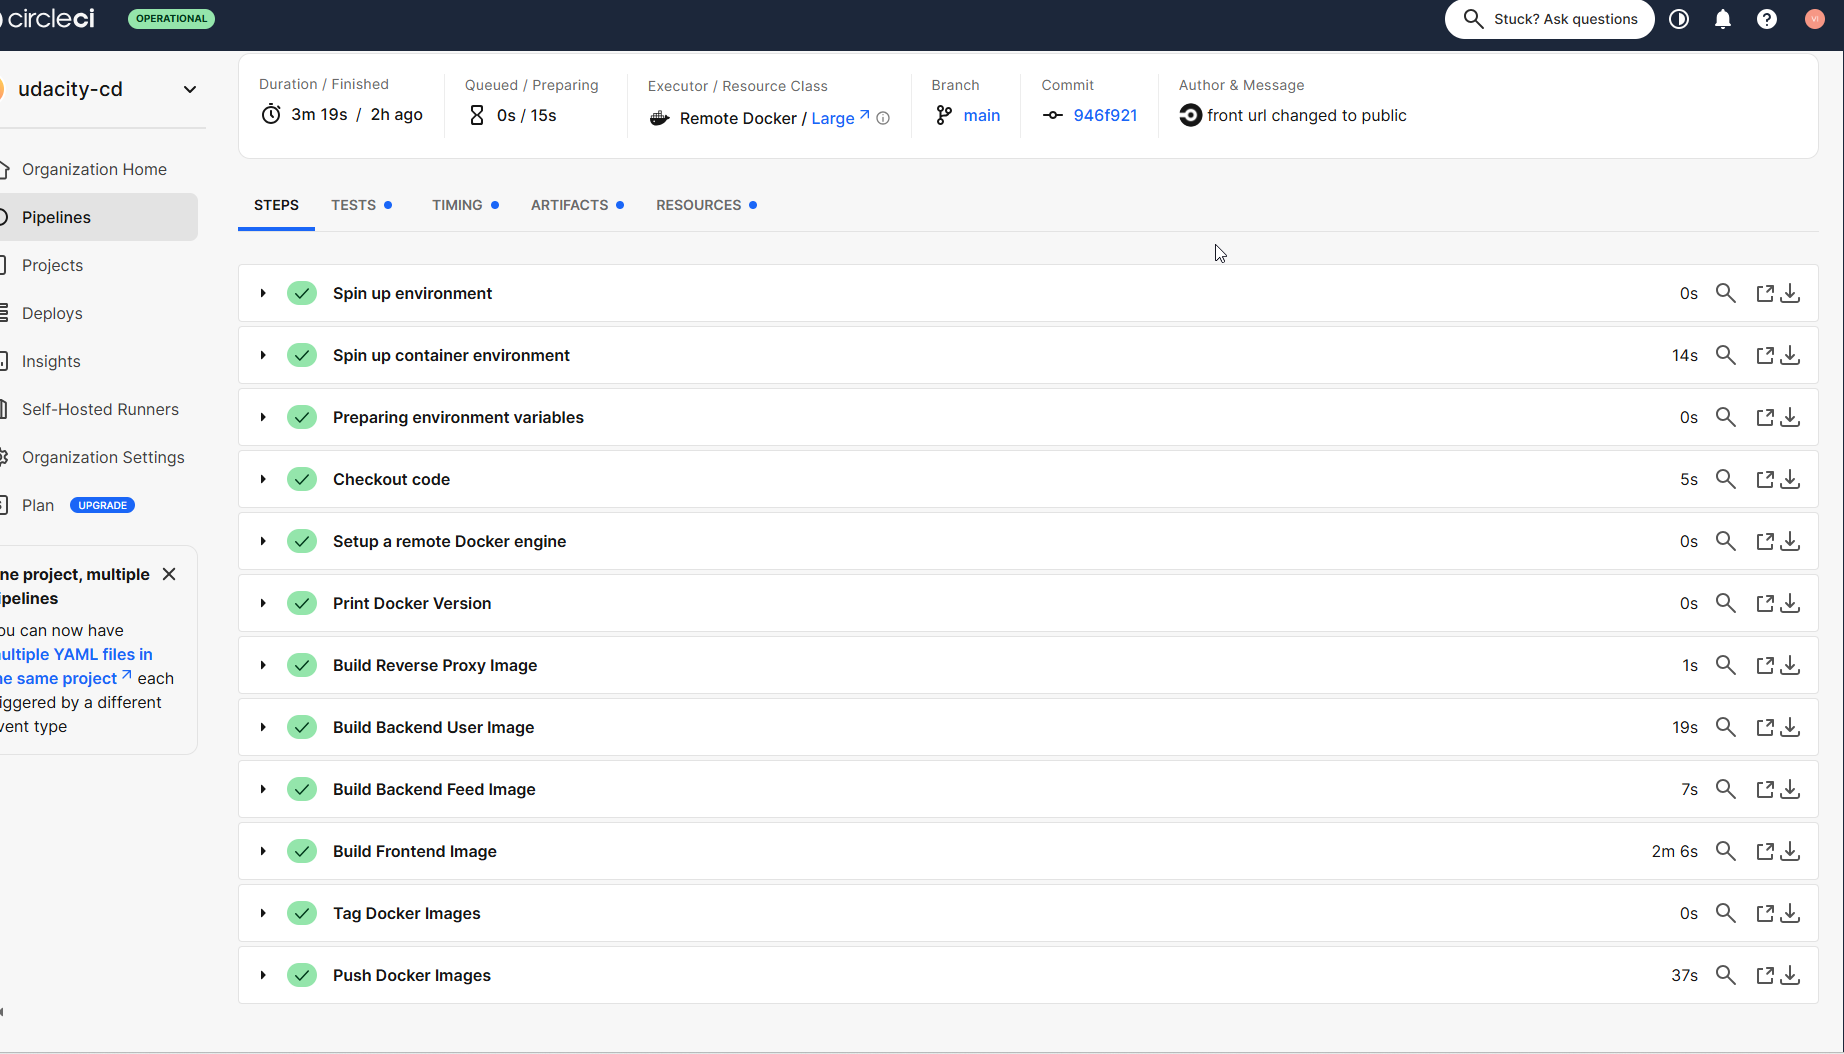 circleci
OPERATIONAL
Stuck? Ask questions
VI
udacity-cd
Organization Home
Pipelines
Projects
Deploys
Insights
Self-Hosted Runners
Organization Settings
Plan UPGRADE
ne project, multiple
ipelines
ou can now have
ultiple YAML files in
he same project each
riggered by a different
vent type
Duration / Finished
3m 19s / 2h ago
Queued / Preparing
0s / 15s
Executor / Resource Class
Remote Docker / Large
Branch
main
Commit
946f921
Author & Message
front url changed to public
STEPS
TESTS
TIMING
ARTIFACTS
RESOURCES
Spin up environment 0s
Spin up container environment 14s
Preparing environment variables 0s
Checkout code 5s
Setup a remote Docker engine 0s
Print Docker Version 0s
Build Reverse Proxy Image 1s
Build Backend User Image 19s
Build Backend Feed Image 7s
Build Frontend Image 2m 6s
Tag Docker Images 0s
Push Docker Images 37s